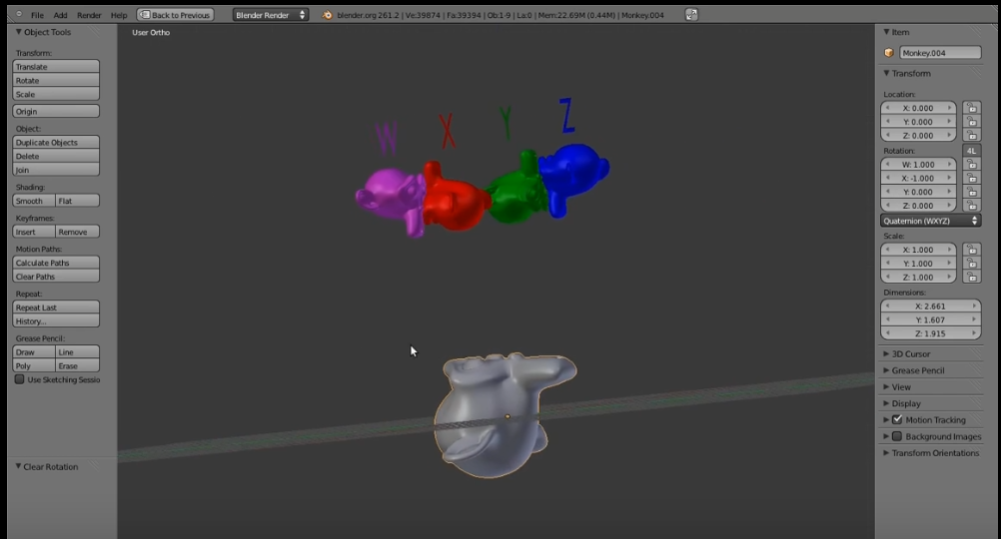 File Add Render Help Back to Previous Blender Render blender.org 261.2 | Ve:39874 | Fa:39394 | Ob:1-9 | La:0 | Mem:22.69M (0.44M) | Monkey.004
Object Tools
Transform:
Translate
Rotate
Scale
Origin
Object:
Duplicate Objects
Delete
Join
Shading:
Smooth Flat
Keyframes:
Insert Remove
Motion Paths:
Calculate Paths
Clear Paths
Repeat:
Repeat Last
History...
Grease Pencil:
Draw Line
Poly Erase
Use Sketching Sessio
Clear Rotation
User Ortho
W X Y Z
Item
Monkey.004
Transform
Location:
X: 0.000
Y: 0.000
Z: 0.000
Rotation: 4L
W: 1.000
X: -1.000
Y: 0.000
Z: 0.000
Quaternion (WXYZ)
Scale:
X: 1.000
Y: 1.000
Z: 1.000
Dimensions:
X: 2.661
Y: 1.607
Z: 1.915
3D Cursor
Grease Pencil
View
Display
Motion Tracking
Background Images
Transform Orientations